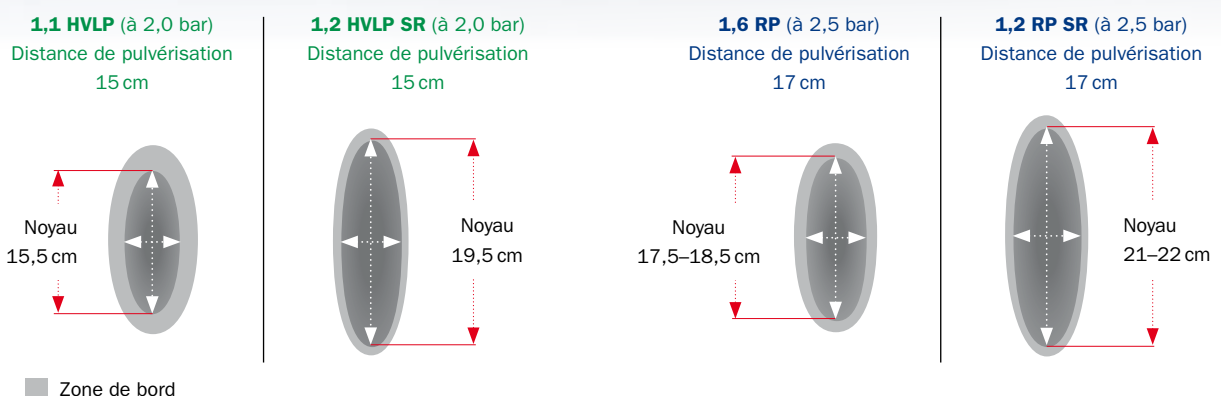 1,1 HVLP (à 2,0 bar)
Distance de pulvérisation
15 cm
Noyau
15,5 cm
1,2 HVLP SR (à 2,0 bar)
Distance de pulvérisation
15 cm
Noyau
19,5 cm
1,6 RP (à 2,5 bar)
Distance de pulvérisation
17 cm
Noyau
17,5–18,5 cm
1,2 RP SR (à 2,5 bar)
Distance de pulvérisation
17 cm
Noyau
21–22 cm
Zone de bord